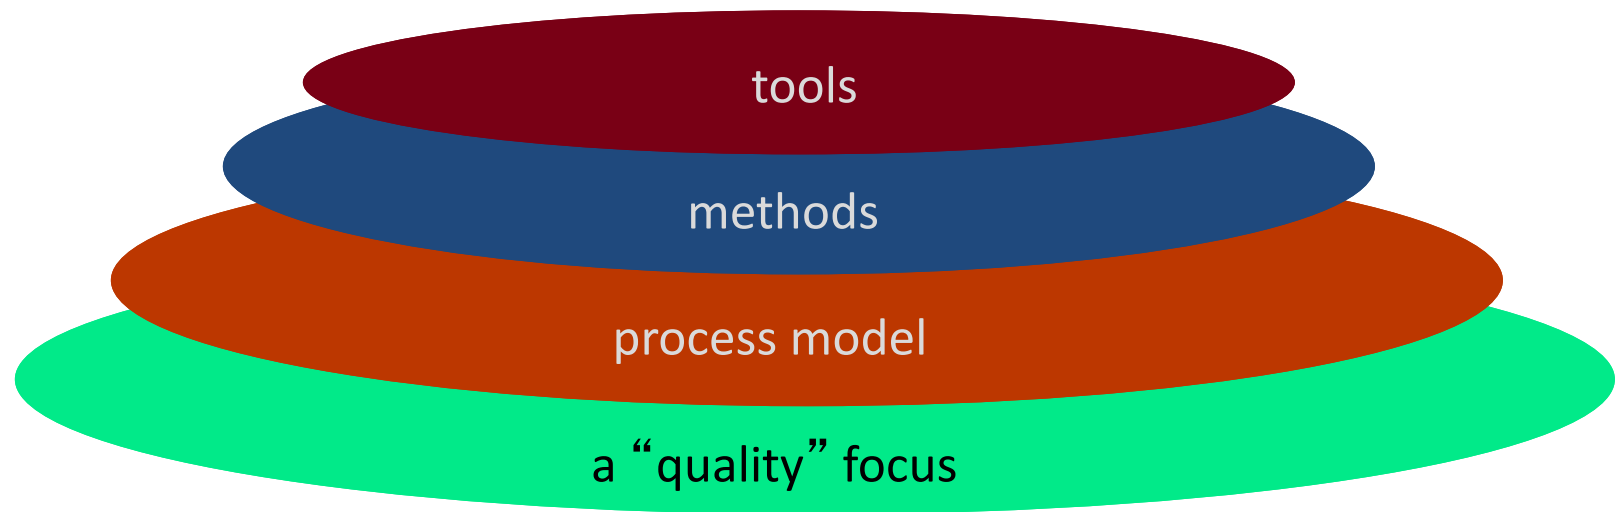 tools
methods
process model
a “quality” focus